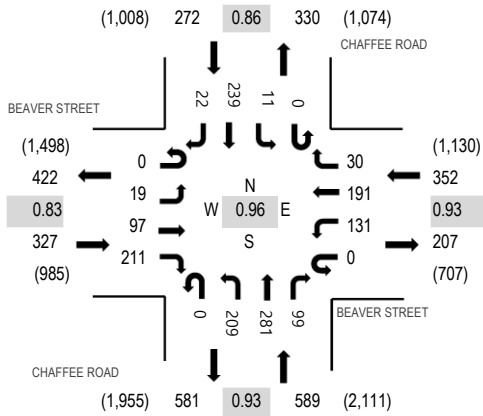 (1,008) 272 0.86 330 (1,074)
CHAFFEE ROAD
BEAVER STREET
22 239 11 0
(1,498) (1,130)
0 30
422 352
19 N 191
0.83 W 0.96 E 0.93
97 S 131
327 207
211 0
(985) (707)
0 209 281 99
BEAVER STREET
CHAFFEE ROAD
(1,955) 581 0.93 589 (2,111)